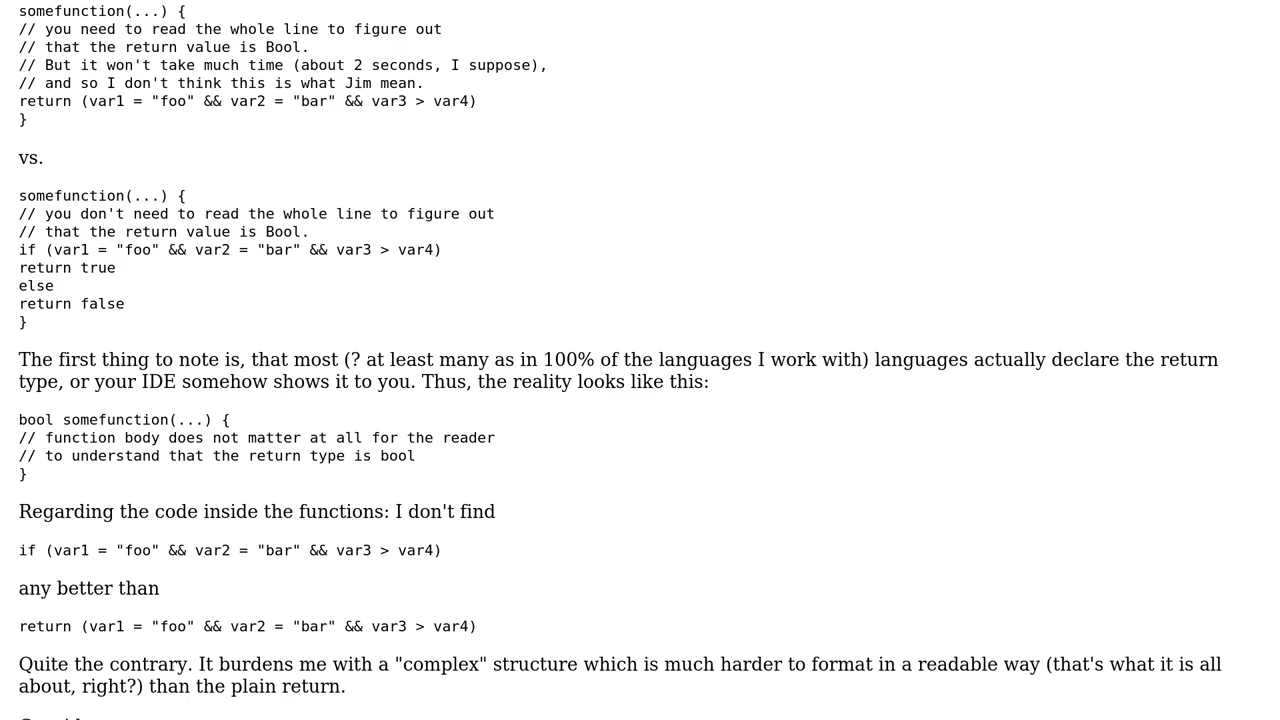 somefunction(...) {
// you need to read the whole line to figure out
// that the return value is Bool.
// But it won't take much time (about 2 seconds, I suppose),
// and so I don't think this is what Jim mean.
return (var1 = "foo" && var2 = "bar" && var3 > var4)
}
vs.
somefunction(...) {
// you don't need to read the whole line to figure out
// that the return value is Bool.
if (var1 = "foo" && var2 = "bar" && var3 > var4)
return true
else
return false
}
The first thing to note is, that most (? at least many as in 100% of the languages I work with) languages actually declare the return
type, or your IDE somehow shows it to you. Thus, the reality looks like this:
bool somefunction(...) {
// function body does not matter at all for the reader
// to understand that the return type is bool
}
Regarding the code inside the functions: I don't find
if (var1 = "foo" && var2 = "bar" && var3 > var4)
any better than
return (var1 = "foo" && var2 = "bar" && var3 > var4)
Quite the contrary. It burdens me with a "complex" structure which is much harder to format in a readable way (that's what it is all
about, right?) than the plain return.